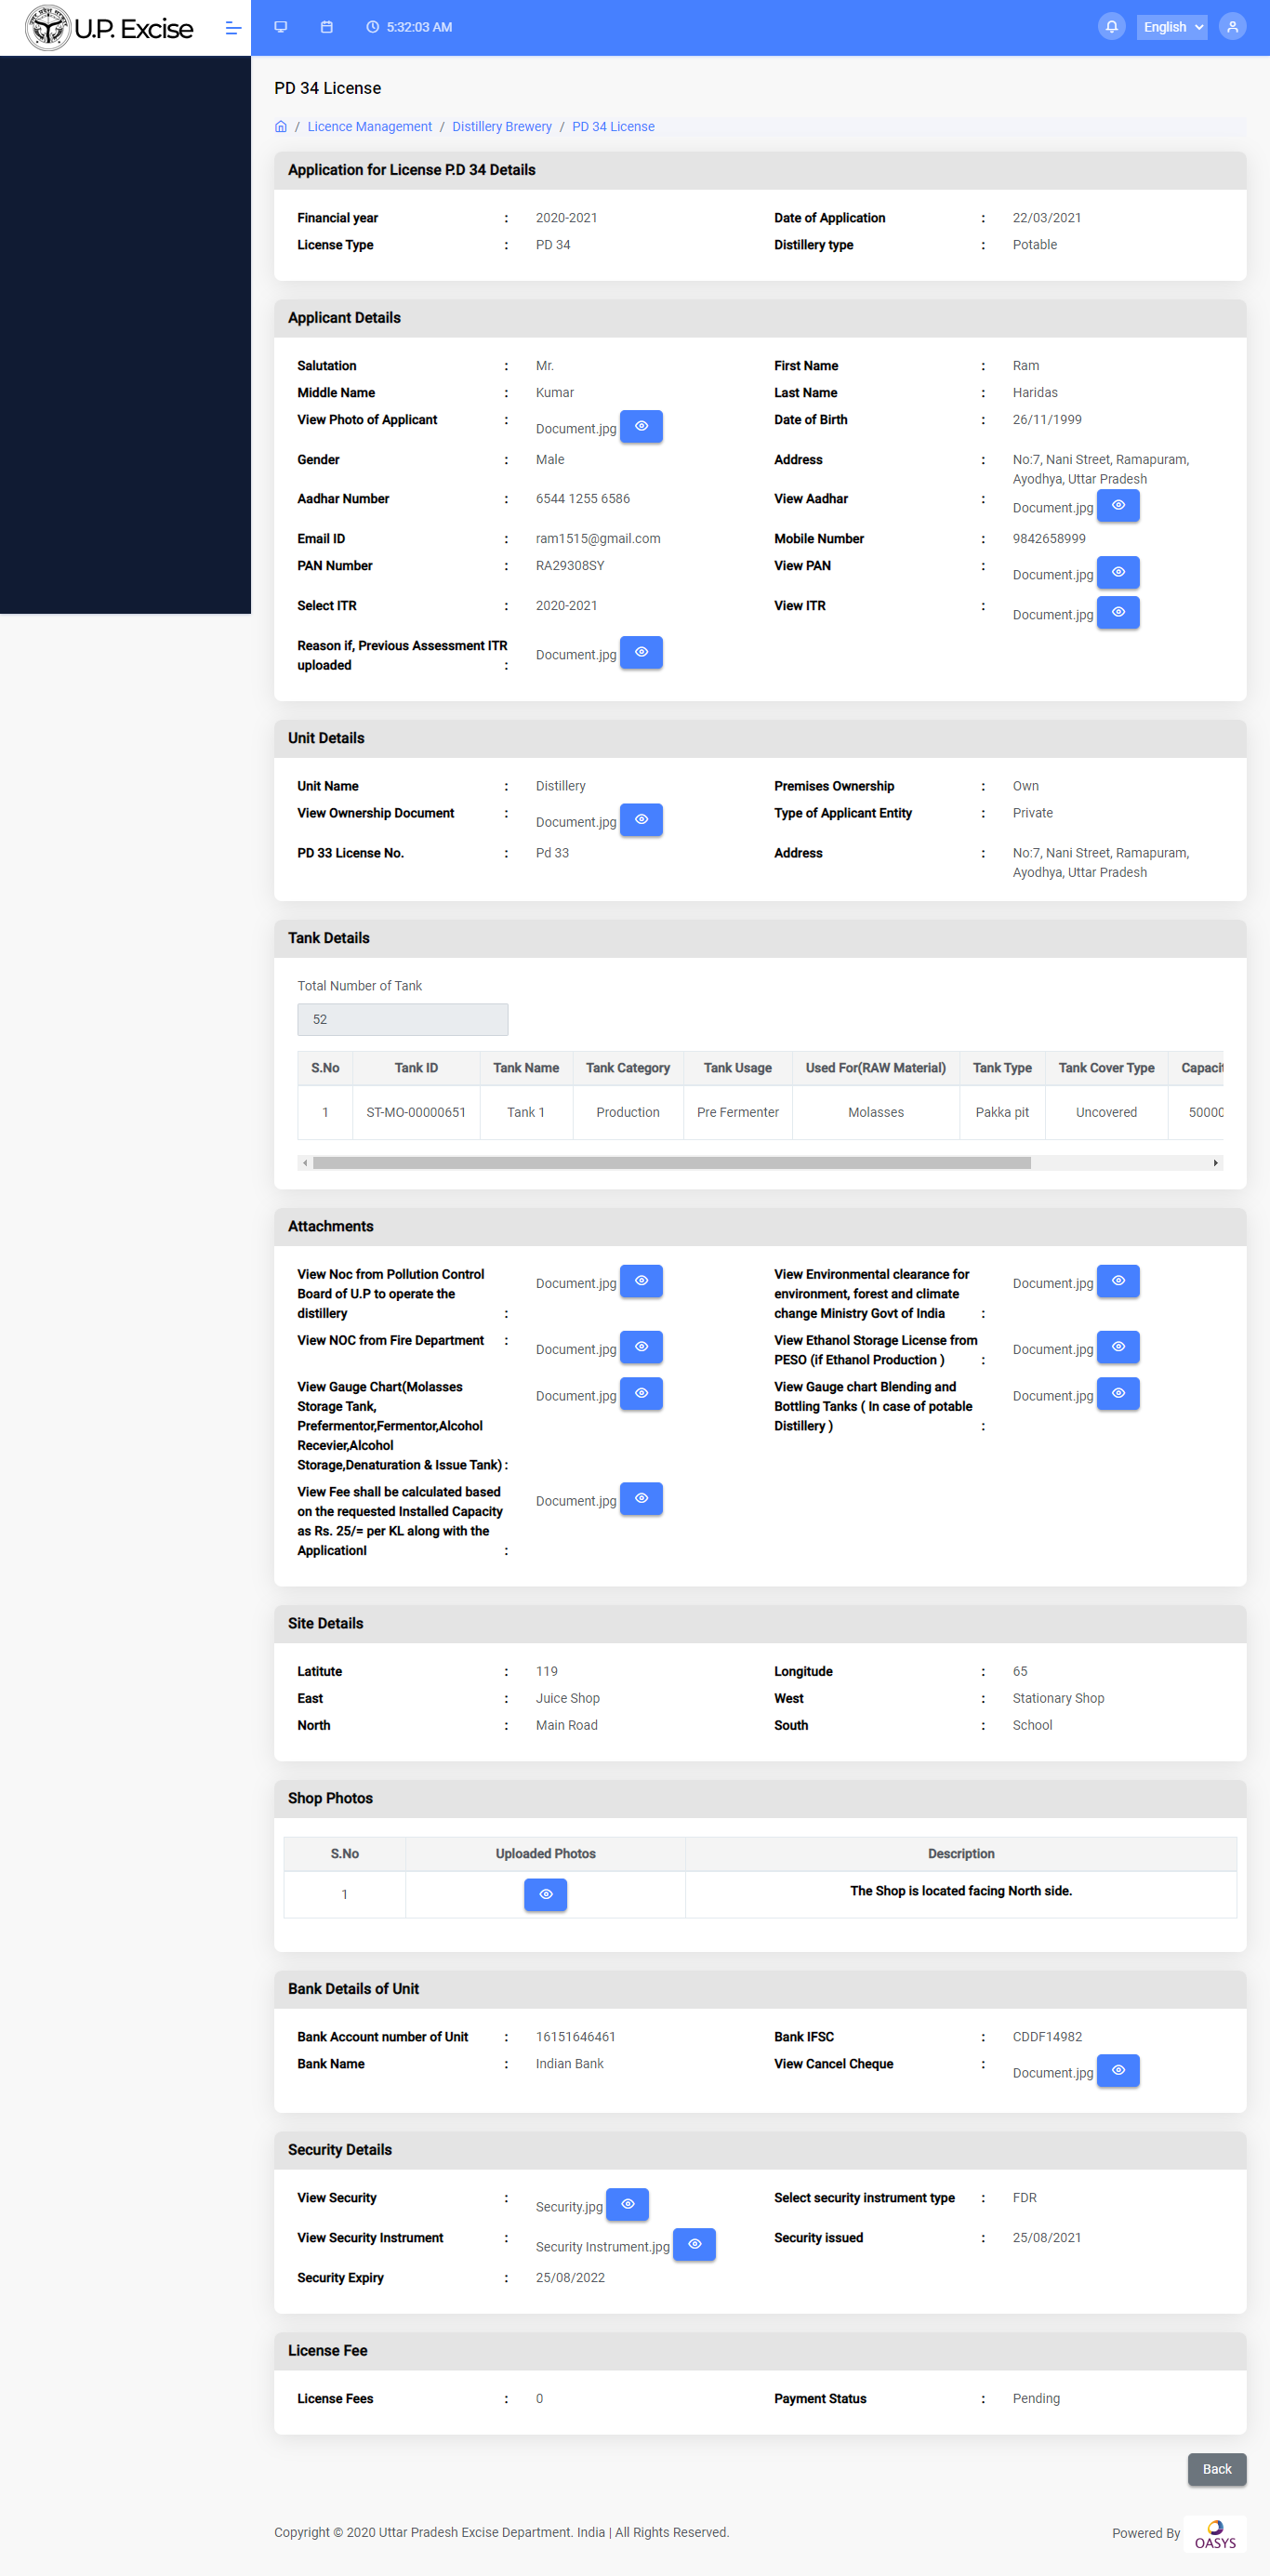 U.P. Excise
5:32:03 AM
English
PD 34 License
/ Licence Management / Distillery Brewery / PD 34 License
Application for License P.D 34 Details
Financial year : 2020-2021 Date of Application : 22/03/2021
License Type : PD 34 Distillery type : Potable
Applicant Details
Salutation : Mr. First Name : Ram
Middle Name : Kumar Last Name : Haridas
View Photo of Applicant : Document.jpg Date of Birth : 26/11/1999
Gender : Male Address : No:7, Nani Street, Ramapuram,
Ayodhya, Uttar Pradesh
Aadhar Number : 6544 1255 6586 View Aadhar : Document.jpg
Email ID : ram1515@gmail.com Mobile Number : 9842658999
PAN Number : RA29308SY View PAN : Document.jpg
Select ITR : 2020-2021 View ITR : Document.jpg
Reason if, Previous Assessment ITR
uploaded : Document.jpg
Unit Details
Unit Name : Distillery Premises Ownership : Own
View Ownership Document : Document.jpg Type of Applicant Entity : Private
PD 33 License No. : Pd 33 Address : No:7, Nani Street, Ramapuram,
Ayodhya, Uttar Pradesh
Tank Details
Total Number of Tank
52
S.No Tank ID Tank Name Tank Category Tank Usage Used For(RAW Material) Tank Type Tank Cover Type Capacit
1 ST-MO-00000651 Tank 1 Production Pre Fermenter Molasses Pakka pit Uncovered 50000
Attachments
View Noc from Pollution Control
Board of U.P to operate the
distillery : Document.jpg
View Environmental clearance for
environment, forest and climate
change Ministry Govt of India : Document.jpg
View NOC from Fire Department : Document.jpg
View Ethanol Storage License from
PESO (if Ethanol Production ) : Document.jpg
View Gauge Chart(Molasses
Storage Tank,
Prefermentor,Fermentor,Alcohol
Recevier,Alcohol
Storage,Denaturation & Issue Tank) : Document.jpg
View Gauge chart Blending and
Bottling Tanks ( In case of potable
Distillery ) : Document.jpg
View Fee shall be calculated based
on the requested Installed Capacity
as Rs. 25/= per KL along with the
Applicationl : Document.jpg
Site Details
Latitute : 119 Longitude : 65
East : Juice Shop West : Stationary Shop
North : Main Road South : School
Shop Photos
S.No Uploaded Photos Description
1 The Shop is located facing North side.
Bank Details of Unit
Bank Account number of Unit : 16151646461 Bank IFSC : CDDF14982
Bank Name : Indian Bank View Cancel Cheque : Document.jpg
Security Details
View Security : Security.jpg Select security instrument type : FDR
View Security Instrument : Security Instrument.jpg Security issued : 25/08/2021
Security Expiry : 25/08/2022
License Fee
License Fees : 0 Payment Status : Pending
Back
Copyright © 2020 Uttar Pradesh Excise Department. India | All Rights Reserved. Powered By OASYS